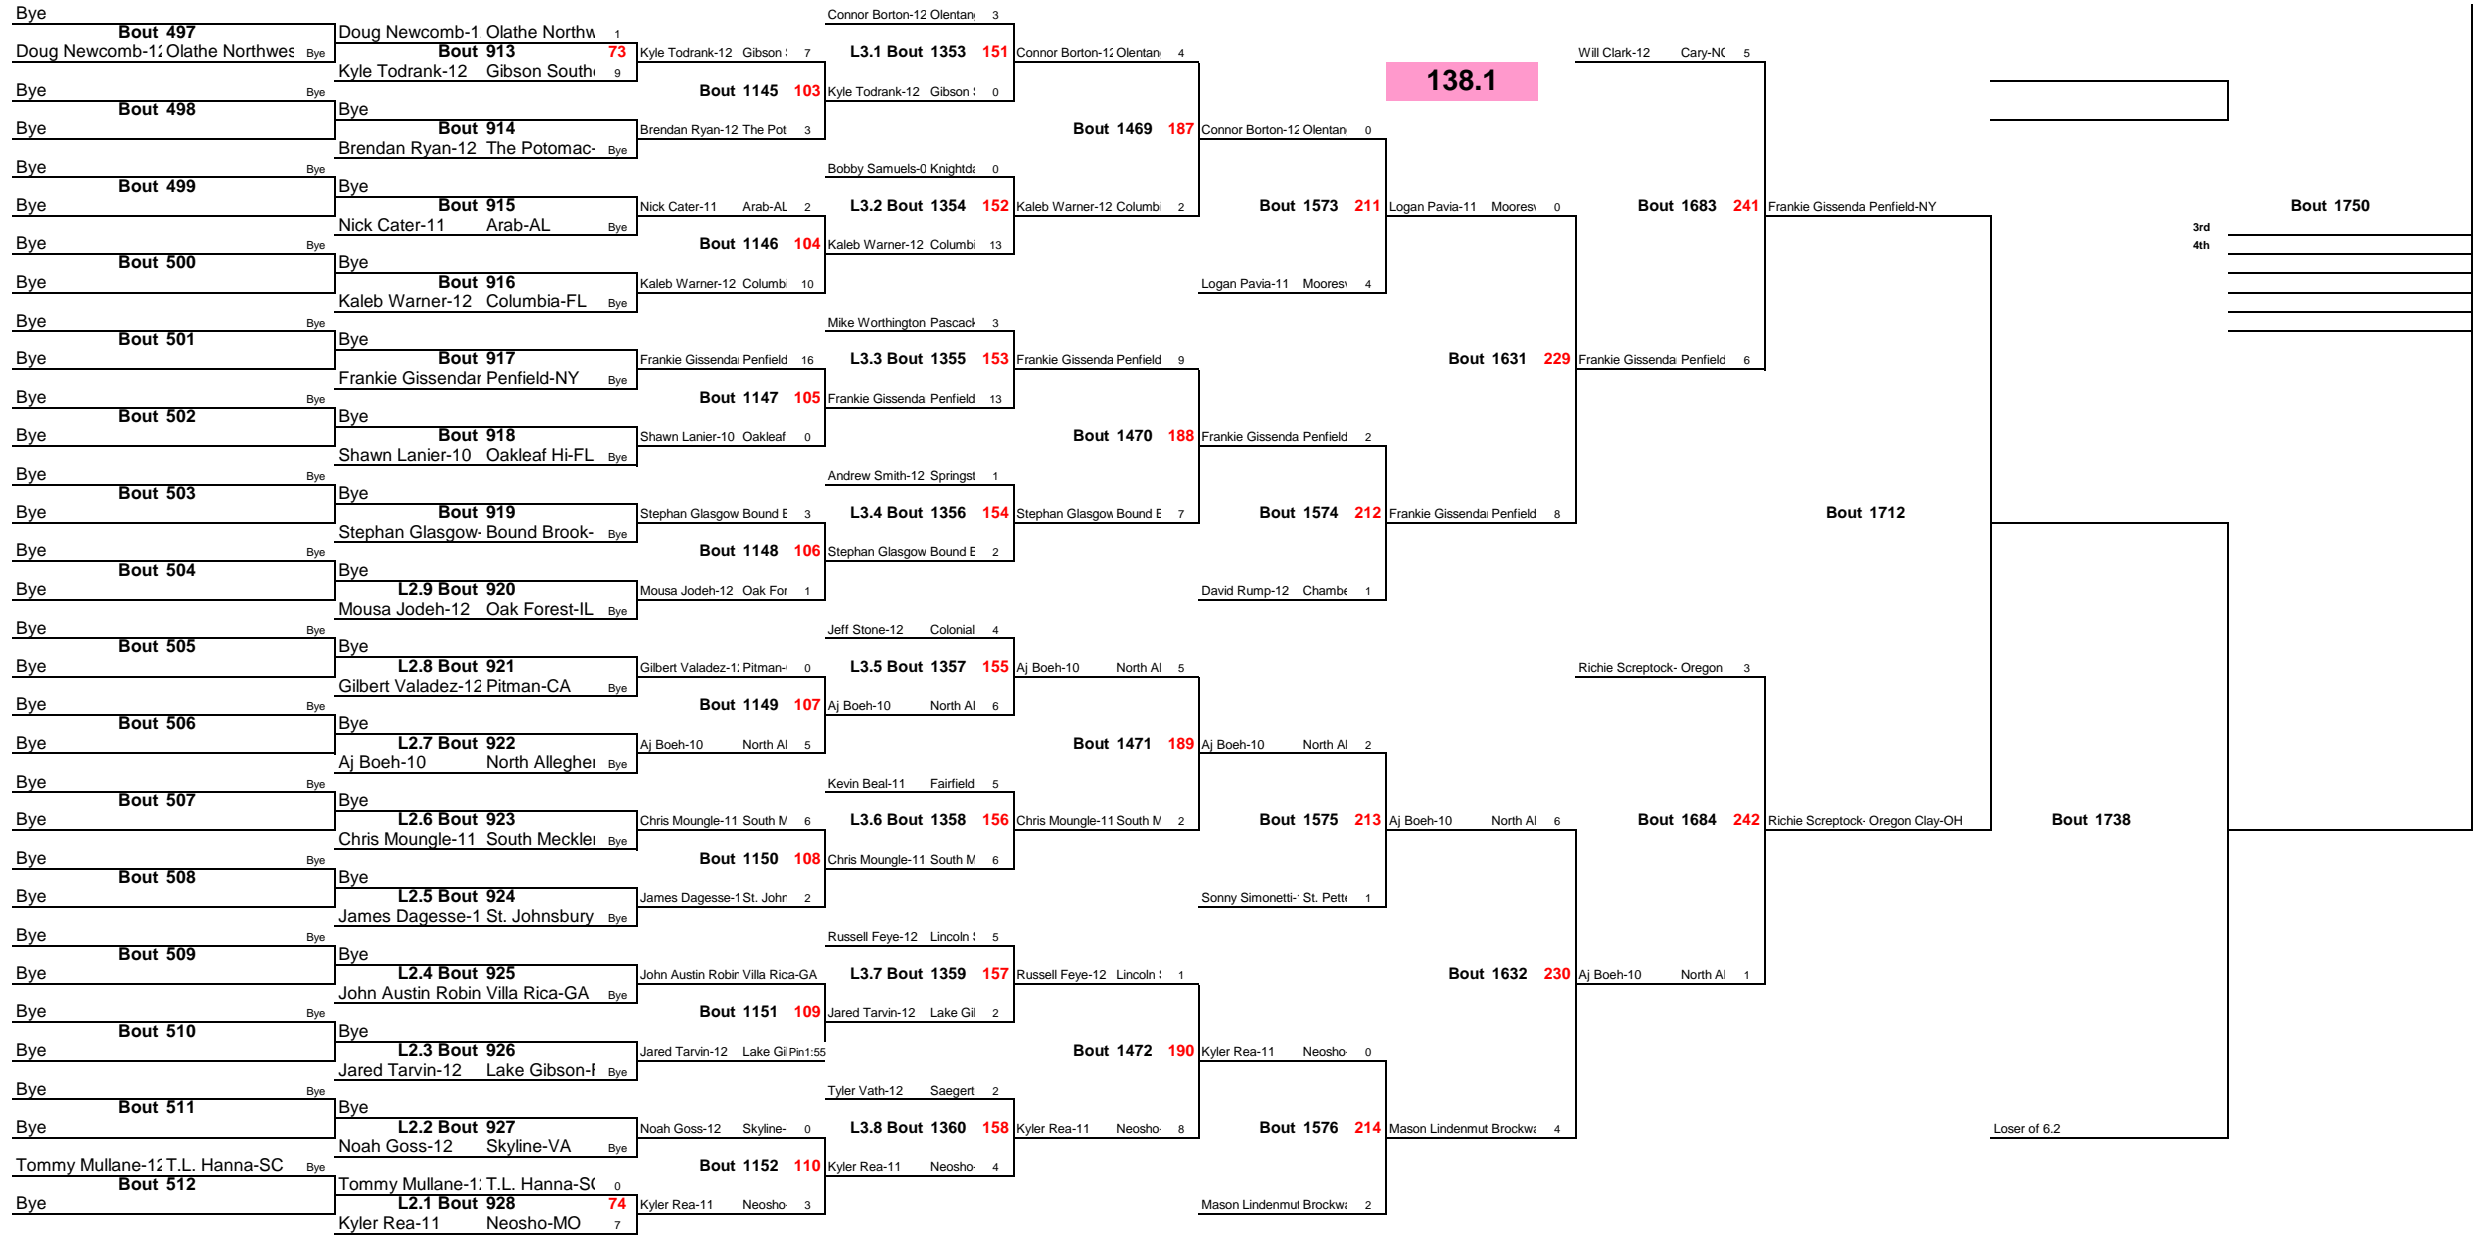 Bye
Bout 497
Doug Newcomb-12 Olathe Northwes Bye
Bye Bye
Bout 498
Bye
Bye Bye
Bout 499
Bye
Bye Bye
Bout 500
Bye
Bye Bye
Bout 501
Bye
Bye Bye
Bout 502
Bye
Bye Bye
Bout 503
Bye
Bye Bye
Bout 504
Bye
Bye Bye
Bout 505
Bye
Bye Bye
Bout 506
Bye
Bye Bye
Bout 507
Bye
Bye Bye
Bout 508
Bye
Bye Bye
Bout 509
Bye
Bye Bye
Bout 510
Bye
Bye Bye
Bout 511
Bye
Tommy Mullane-12 T.L. Hanna-SC Bye
Bout 512
Bye
Doug Newcomb-1 Olathe Northw 1
Bout 913 73
Kyle Todrank-12 Gibson South 9
Bye
Bout 914
Brendan Ryan-12 The Potomac- Bye
Bye
Bout 915
Nick Cater-11 Arab-AL Bye
Bye
Bout 916
Kaleb Warner-12 Columbia-FL Bye
Bye
Bout 917
Frankie Gissendar Penfield-NY Bye
Bye
Bout 918
Shawn Lanier-10 Oakleaf Hi-FL Bye
Bye
Bout 919
Stephan Glasgow- Bound Brook- Bye
Bye
L2.9 Bout 920
Mousa Jodeh-12 Oak Forest-IL Bye
Bye
L2.8 Bout 921
Gilbert Valadez-12 Pitman-CA Bye
Bye
L2.7 Bout 922
Aj Boeh-10 North Alleghe Bye
Bye
L2.6 Bout 923
Chris Moungle-11 South Meckle Bye
Bye
L2.5 Bout 924
James Dagesse-1 St. Johnsbury Bye
Bye
L2.4 Bout 925
John Austin Robin Villa Rica-GA Bye
Bye
L2.3 Bout 926
Jared Tarvin-12 Lake Gibson-F Bye
Bye
L2.2 Bout 927
Noah Goss-12 Skyline-VA Bye
Tommy Mullane-1 T.L. Hanna-S 0
L2.1 Bout 928 74
Kyler Rea-11 Neosho-MO 7
Kyle Todrank-12 Gibson 7
Bout 1145 103
Brendan Ryan-12 The Pot 3
Nick Cater-11 Arab-AL 2
Bout 1146 104
Kaleb Warner-12 Columb 10
Frankie Gissenda Penfield 16
Bout 1147 105
Shawn Lanier-10 Oakleaf 0
Stephan Glasgow Bound B 3
Bout 1148 106
Mousa Jodeh-12 Oak For 1
Gilbert Valadez-1 Pitman- 0
Bout 1149 107
Aj Boeh-10 North Al 5
Chris Moungle-11 South M 6
Bout 1150 108
James Dagesse-1 St. John 2
John Austin Robin Villa Rica-GA
Bout 1151 109
Jared Tarvin-12 Lake Gi Pin1:55
Noah Goss-12 Skyline- 0
Bout 1152 110
Kyler Rea-11 Neosho- 3
Connor Borton-12 Olentan 3
L3.1 Bout 1353 151
Kyle Todrank-12 Gibson 0
Bobby Samuels-0 Knightda 0
L3.2 Bout 1354 152
Kaleb Warner-12 Columbi 13
Mike Worthington Pascack 3
L3.3 Bout 1355 153
Frankie Gissenda Penfield 13
Andrew Smith-12 Springst 1
L3.4 Bout 1356 154
Stephan Glasgow Bound B 2
Jeff Stone-12 Colonial 4
L3.5 Bout 1357 155
Aj Boeh-10 North Al 6
Kevin Beal-11 Fairfield 5
L3.6 Bout 1358 156
Chris Moungle-11 South M 6
Russell Feye-12 Lincoln 5
L3.7 Bout 1359 157
Jared Tarvin-12 Lake Gi 2
Tyler Vath-12 Saegert 2
L3.8 Bout 1360 158
Kyler Rea-11 Neosho- 4
Connor Borton-12 Olentan 4
Bout 1469 187
Kaleb Warner-12 Columbi 2
Frankie Gissenda Penfield 9
Bout 1470 188
Stephan Glasgow Bound B 7
Aj Boeh-10 North Al 5
Bout 1471 189
Chris Moungle-11 South M 2
Russell Feye-12 Lincoln 1
Bout 1472 190
Kyler Rea-11 Neosho- 8
Connor Borton-12 Olentan 0
Bout 1573 211
Logan Pavia-11 Mooresv 4
Frankie Gissenda Penfield 2
Bout 1574 212
David Rump-12 Chambe 1
Aj Boeh-10 North Al 2
Bout 1575 213
Sonny Simonetti- St. Pete 1
Kyler Rea-11 Neosho- 0
Bout 1576 214
Mason Lindenmut Brockwa 2
138.1
Logan Pavia-11 Mooresv 0
Bout 1631 229
Frankie Gissenda Penfield 8
Aj Boeh-10 North Al 6
Bout 1632 230
Mason Lindenmut Brockwa 4
Will Clark-12 Cary-NC 5
Bout 1683 241
Frankie Gissenda Penfield 6
Richie Screptock- Oregon 3
Bout 1684 242
Aj Boeh-10 North Al 1
Frankie Gissenda Penfield-NY
Bout 1712
Richie Screptock- Oregon Clay-OH
Bout 1738
Loser of 6.2
Bout 1750
3rd
4th